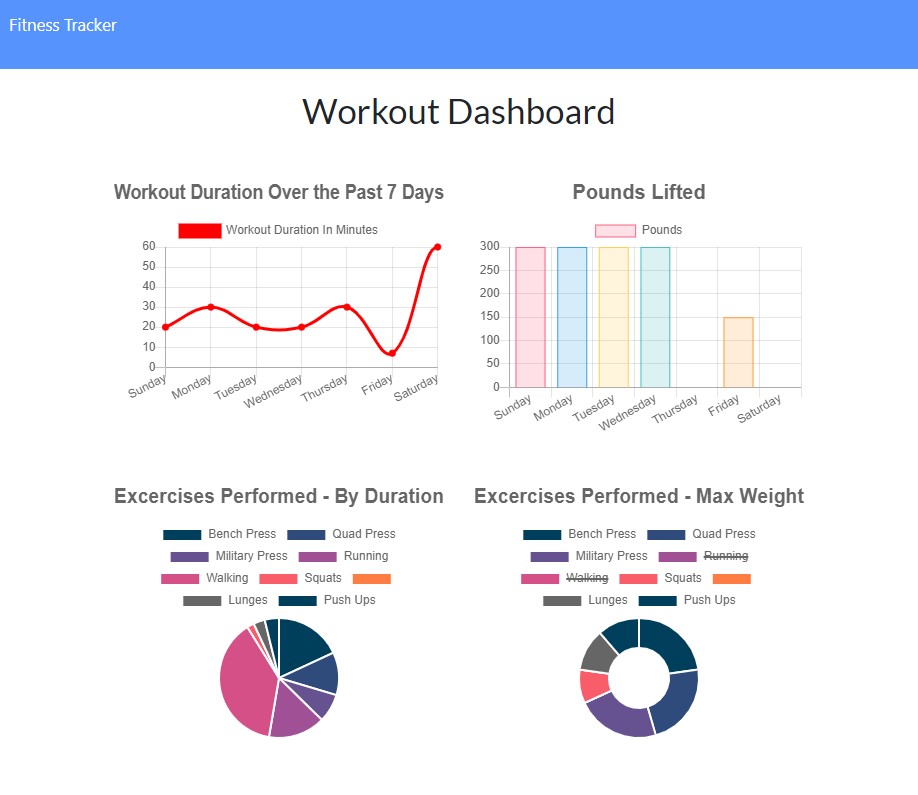 Fitness Tracker
Workout Dashboard
Workout Duration Over the Past 7 Days
Workout Duration In Minutes
60
50
40
30
20
10
0
Sunday Monday Tuesday Wednesday Thursday Friday Saturday
Pounds Lifted
Pounds
300
250
200
150
100
50
0
Sunday Monday Tuesday Wednesday Thursday Friday Saturday
Excercises Performed - By Duration
Bench Press Quad Press
Military Press Running
Walking Squats
Lunges Push Ups
Excercises Performed - Max Weight
Bench Press Quad Press
Military Press Running
Walking Squats
Lunges Push Ups